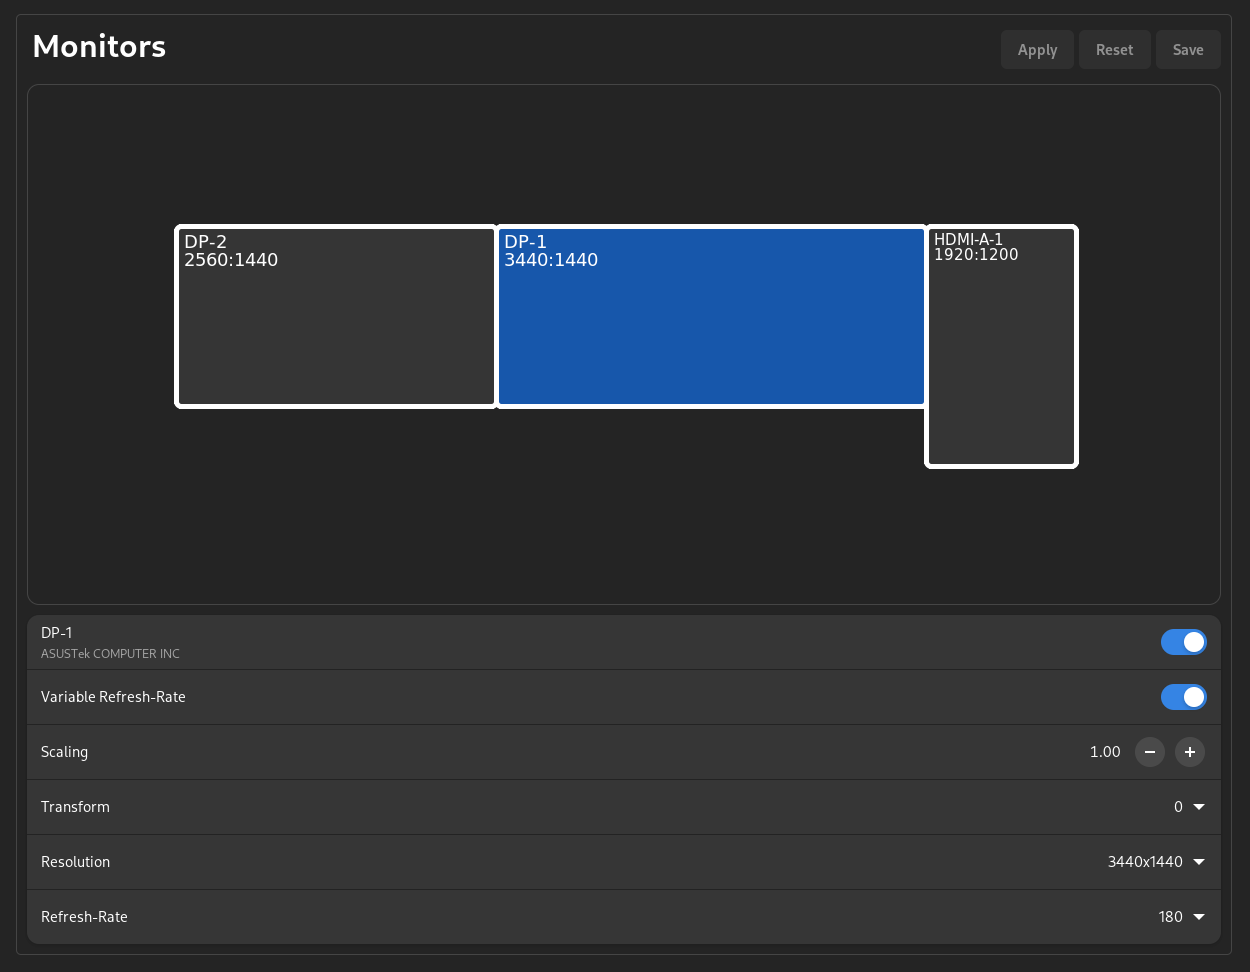 Monitors
Apply
Reset
Save
DP-2
2560:1440
DP-1
3440:1440
HDMI-A-1
1920:1200
DP-1
ASUSTek COMPUTER INC
Variable Refresh-Rate
Scaling
1.00
Transform
0
Resolution
3440x1440
Refresh-Rate
180